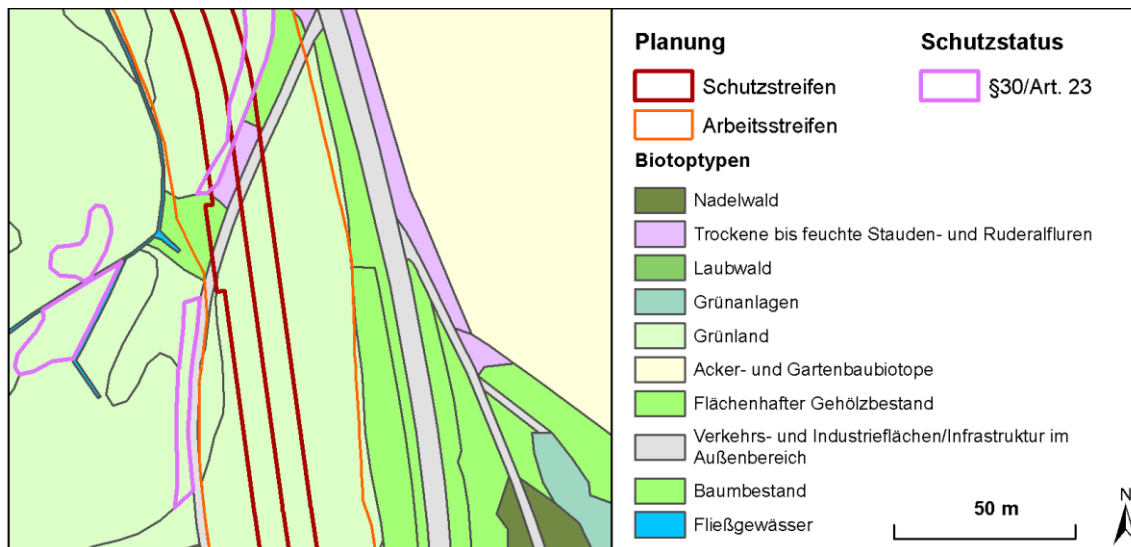 Planung
Schutzstreifen
Arbeitsstreifen
Schutzstatus
§30/Art. 23
Biotoptypen
Nadelwald
Trockene bis feuchte Stauden- und Ruderalfluren
Laubwald
Grünanlagen
Grünland
Acker- und Gartenbaubiotope
Flächenhafter Gehölzbestand
Verkehrs- und Industrieflächen/Infrastruktur im
Außenbereich
Baumbestand
Fließgewässer
50 m
N